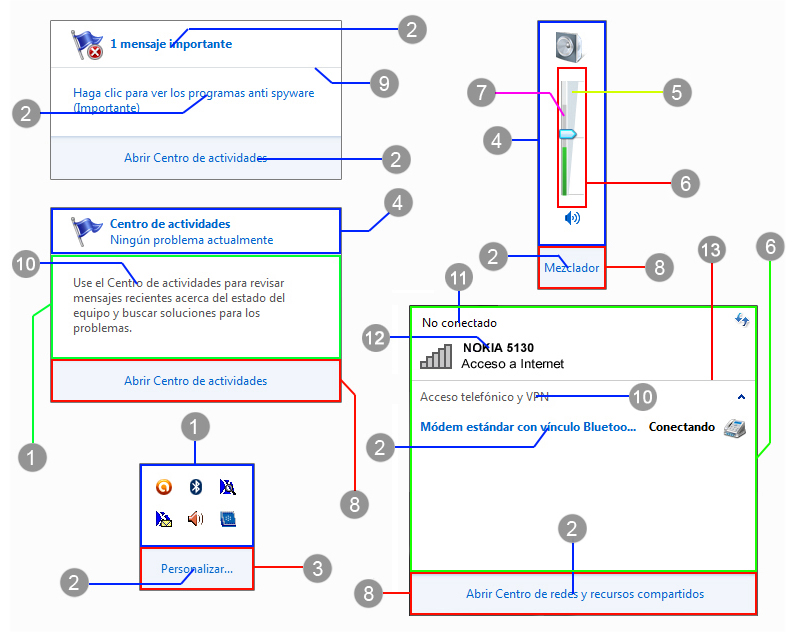 1 mensaje importante
2
9
Haga clic para ver los programas anti spyware
(Importante)
2
Abrir Centro de actividades
2
4
Centro de actividades
Ningún problema actualmente
10
Use el Centro de actividades para revisar
mensajes recientes acerca del estado del
equipo y buscar soluciones para los
problemas.
1
Abrir Centro de actividades
8
1
Personalizar...
2
3
7
5
4
6
2
Mezclador
8
13
6
11
No conectado
12
NOKIA 5130
Acceso a Internet
Acceso telefónico y VPN
10
2
Módem estándar con vínculo Bluetoo... Conectando
2
8
Abrir Centro de redes y recursos compartidos